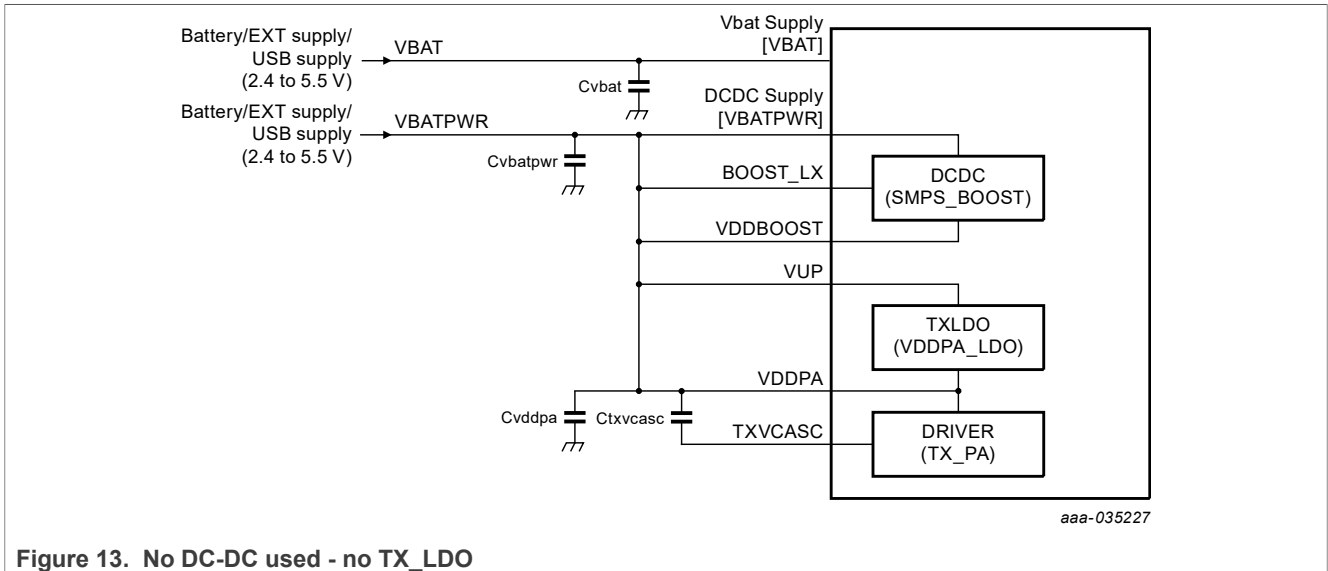 Battery/EXT supply/
USB supply
(2.4 to 5.5 V)
VBAT
Vbat Supply
[VBAT]
Cvbat
Battery/EXT supply/
USB supply
(2.4 to 5.5 V)
VBATPWR
DCDC Supply
[VBATPWR]
Cvbatpwr
BOOST_LX
DCDC
(SMPS_BOOST)
VDDBOOST
VUP
TXLDO
(VDDPA_LDO)
VDDPA
Cvddpa
Ctxvcasc
TXVCASC
DRIVER
(TX_PA)
aaa-035227
Figure 13. No DC-DC used - no TX_LDO